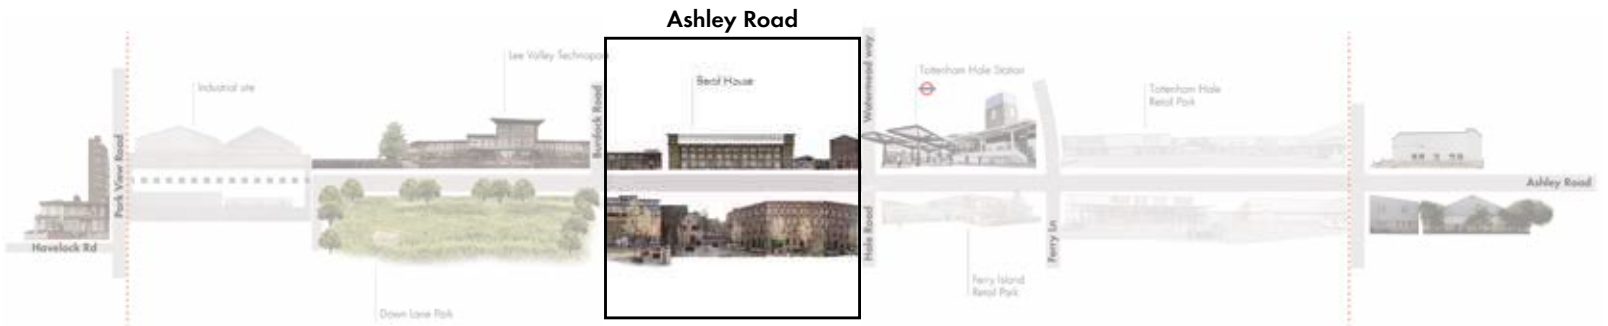 Ashley Road
Lee Valley Technopar
Industrial site
Berol House
Tottenham Hale Station
Tottenham Hale
Retail Park
Watermead way
Burdock Road
Park View Road
Ashley Road
Hale Road
Ferry Ln
Havelock Rd
Ferry Island
Retail Park
Down Lane Park